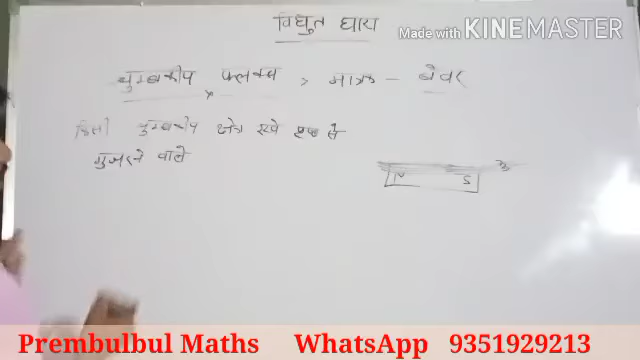 विधुत धारा
Made with KINEMASTER
चुम्बकीय फ्लक्स > मात्रक - वेबर
किसी चुम्बकीय क्षेत्र से
गुजरने वाले
N S
Prembulbul Maths WhatsApp 9351929213